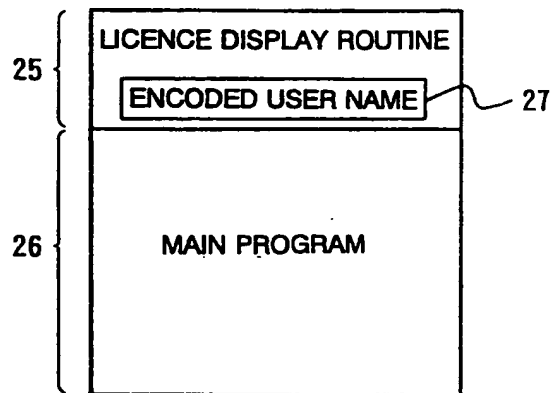 LICENCE DISPLAY ROUTINE
25
ENCODED USER NAME
27
26
MAIN PROGRAM